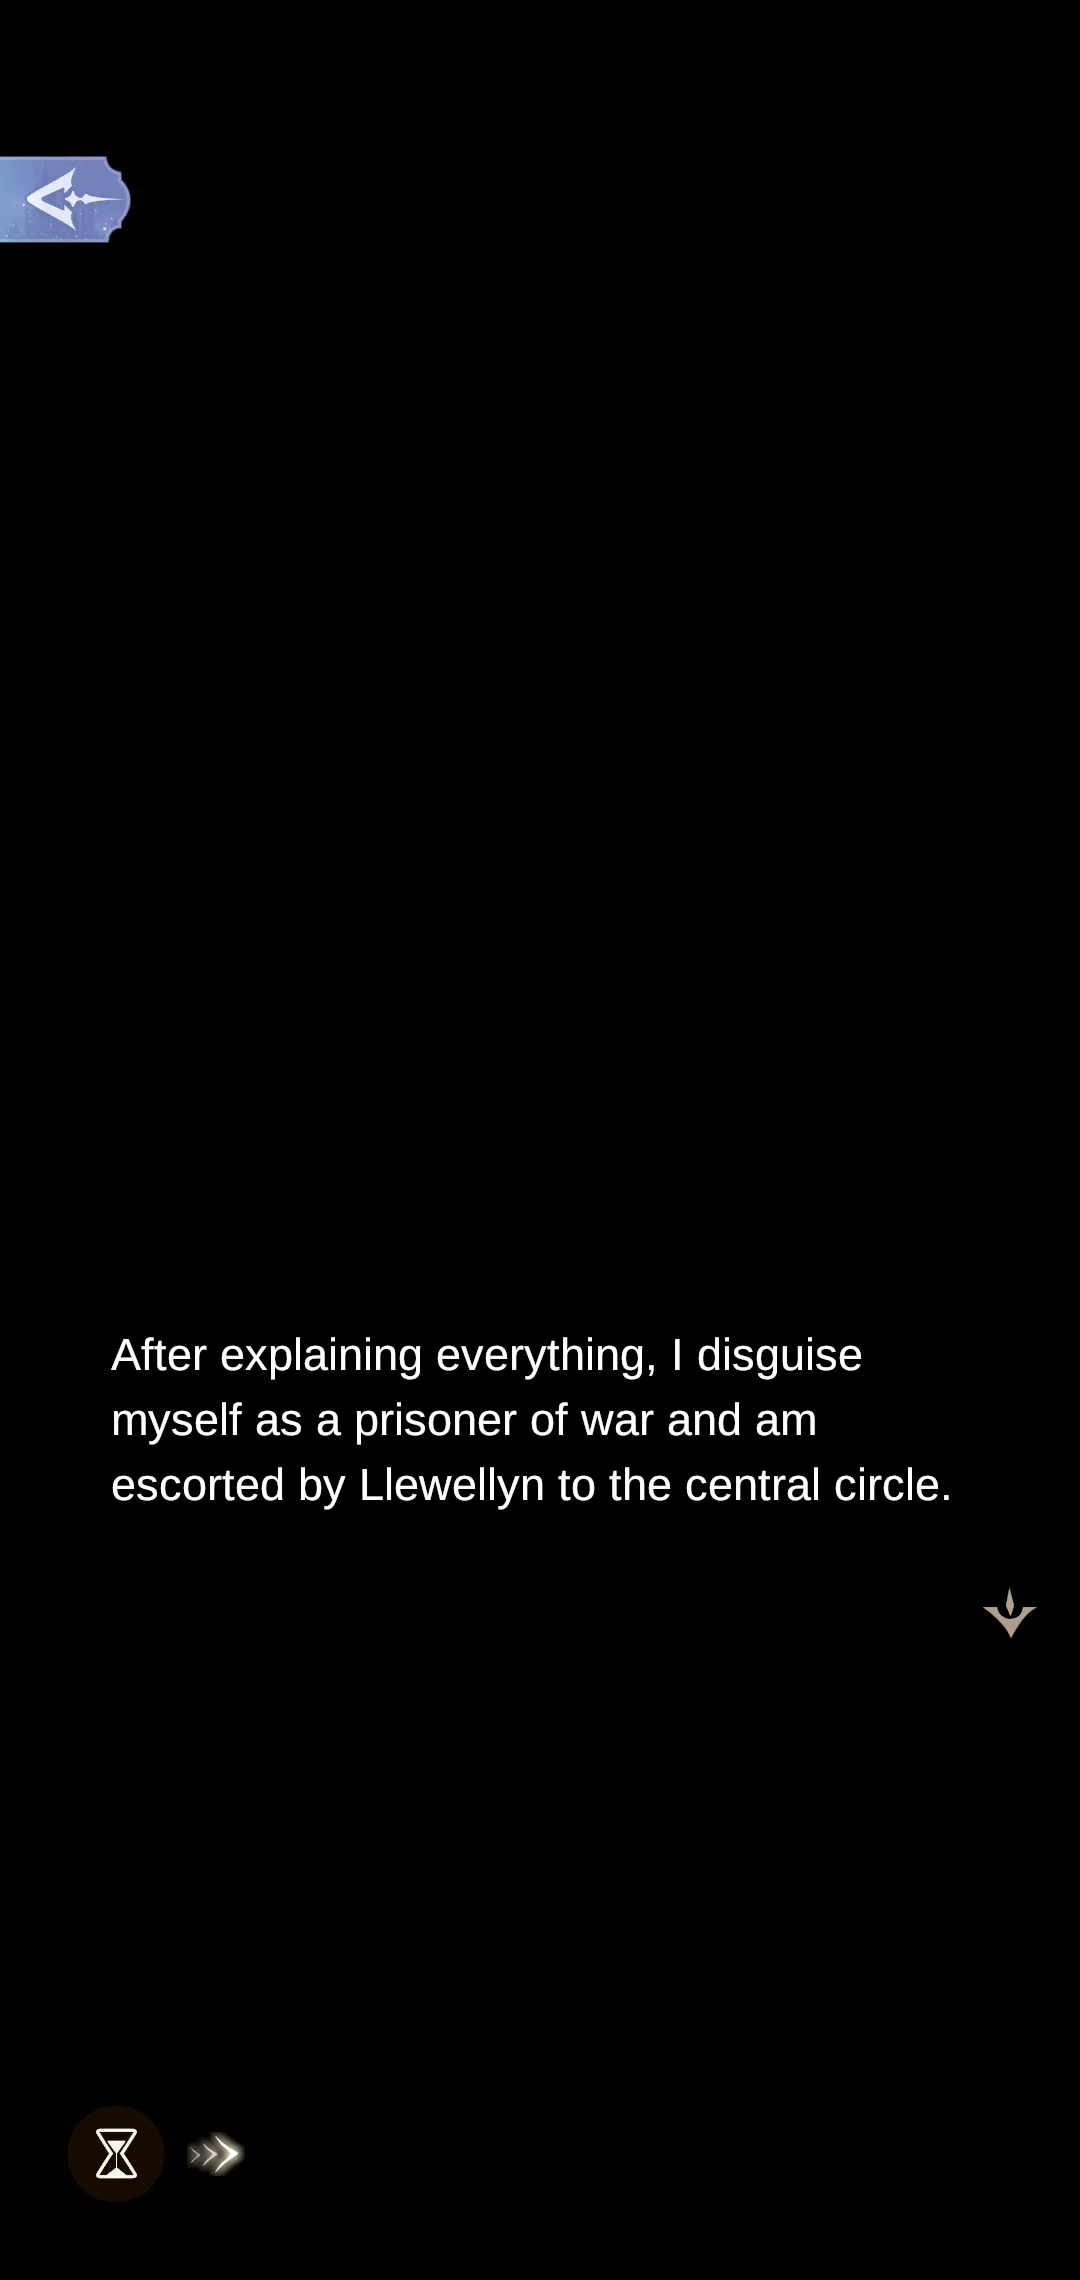 After explaining everything, I disguise
myself as a prisoner of war and am
escorted by Llewellyn to the central circle.